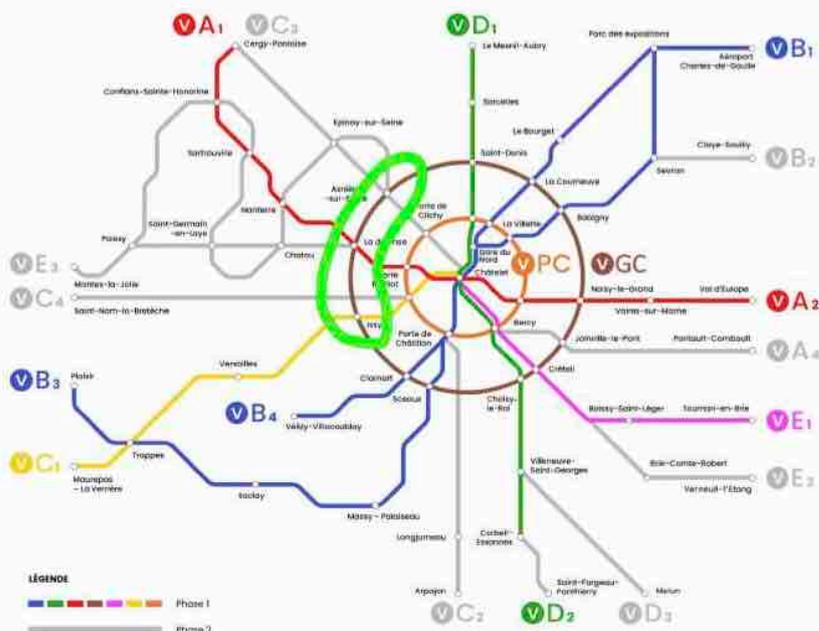 V A1
V C3
V D1
Cergy-Pontoise
Le Mesnil-Aubry
Parc des expositions
V B1
Aéroport
Charles-de-Gaulle
Conflans-Sainte-Honorine
Sarcelles
Epinay-sur-Seine
Le Bourget
Claye-Souilly
V B2
Sartrouville
Saint-Denis
Sevran
La Courneuve
Asnières
-sur-Seine
Nanterre
Porte de
Clichy
Bobigny
La Villette
Poissy
Saint-Germain
-en-Laye
Chatou
La défense
Gare du
Nord
V E3
Mantes-la-Jolie
Porte
Maillot
Châtelet
V PC
V GC
V C4
Saint-Nom-la-Bretèche
Noisy-le-Grand
Val d'Europe
V A2
Vaires-sur-Marne
Issy
Bercy
Porte de
Châtillon
Joinville-le-Pont
Pontault-Combault
V A4
Versailles
Créteil
V B3
Plaisir
Clamart
Sceaux
Choisy-
le-Roi
V B4
Vélizy-Villacoublay
Boissy-Saint-Léger
Tournan-en-Brie
V E1
Trappes
V C1
Maurepas
- La Verrière
Villeneuve-
Saint-Georges
Brie-Comte-Robert
V E2
Verneuil-l'Etang
Saclay
Massy - Palaiseau
Longjumeau
Corbeil-
Essonnes
LÉGENDE
Arpajon
Saint-Fargeau-
Ponthierry
Melun
Phase 1
V C2
V D2
V D3
Phase 2